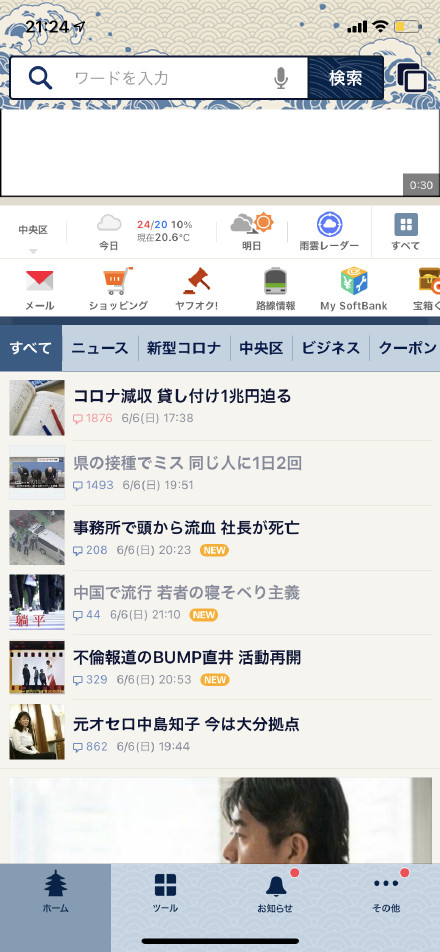 21:24
ワードを入力
検索
0:30
中央区
今日
24/20 10%
現在20.6℃
明日
雨雲レーダー
すべて
メール
ショッピング
ヤフオク!
路線情報
My SoftBank
宝箱く
すべて ニュース 新型コロナ 中央区 ビジネス クーポン
コロナ減収 貸し付け1兆円迫る
1876 6/6(日) 17:38
県の接種でミス 同じ人に1日2回
1493 6/6(日) 19:51
事務所で頭から流血 社長が死亡
208 6/6(日) 20:23 NEW
中国で流行 若者の寝そべり主義
44 6/6(日) 21:10 NEW
躺平
不倫報道のBUMP直井 活動再開
329 6/6(日) 20:53 NEW
元オセロ中島知子 今は大分拠点
862 6/6(日) 19:44
ホーム
ツール
お知らせ
その他